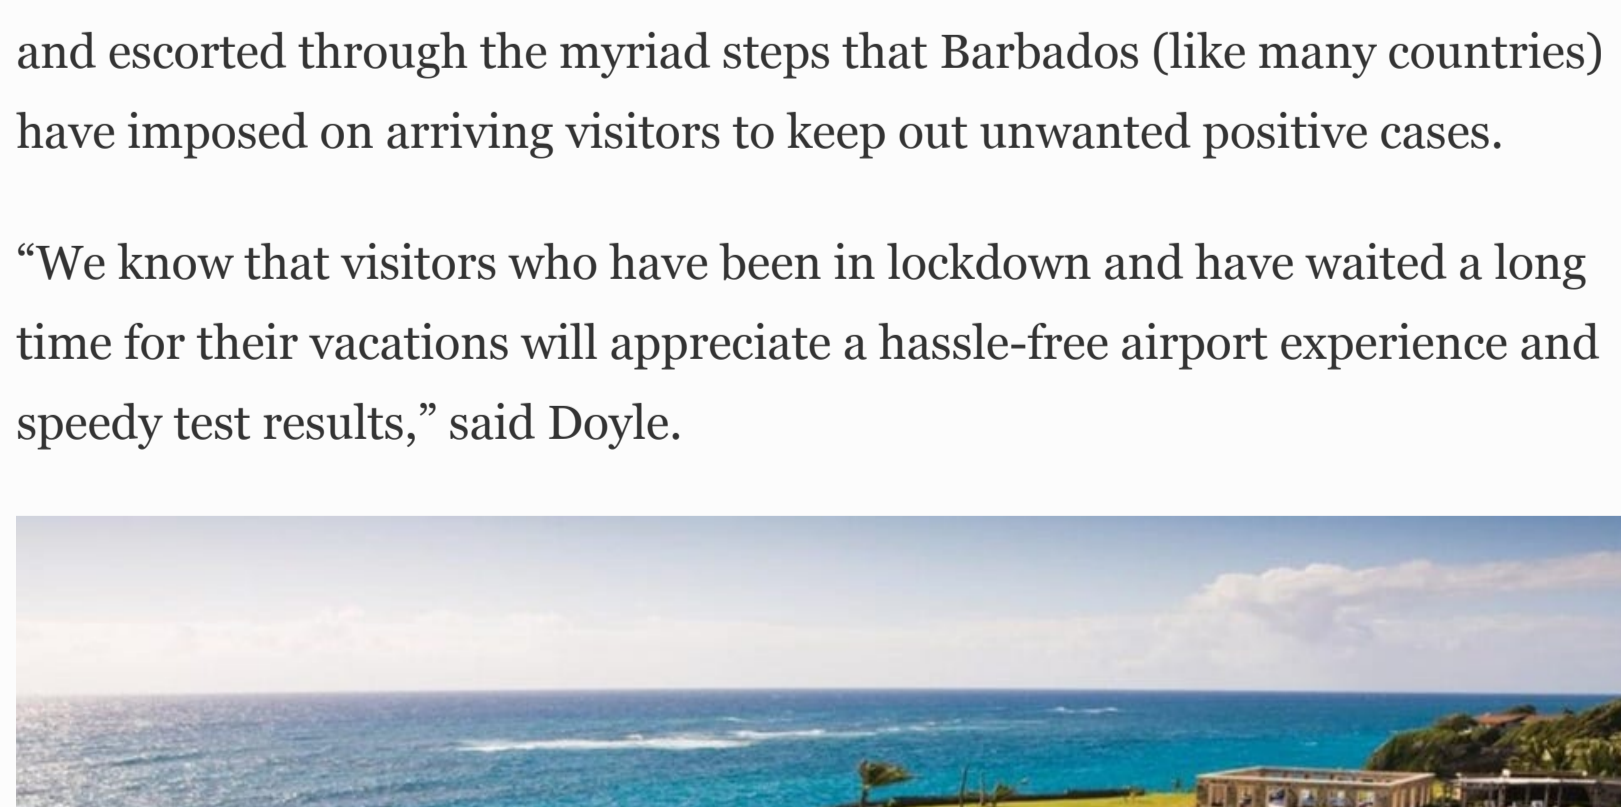 and escorted through the myriad steps that Barbados (like many countries)
have imposed on arriving visitors to keep out unwanted positive cases.
“We know that visitors who have been in lockdown and have waited a long
time for their vacations will appreciate a hassle-free airport experience and
speedy test results,” said Doyle.